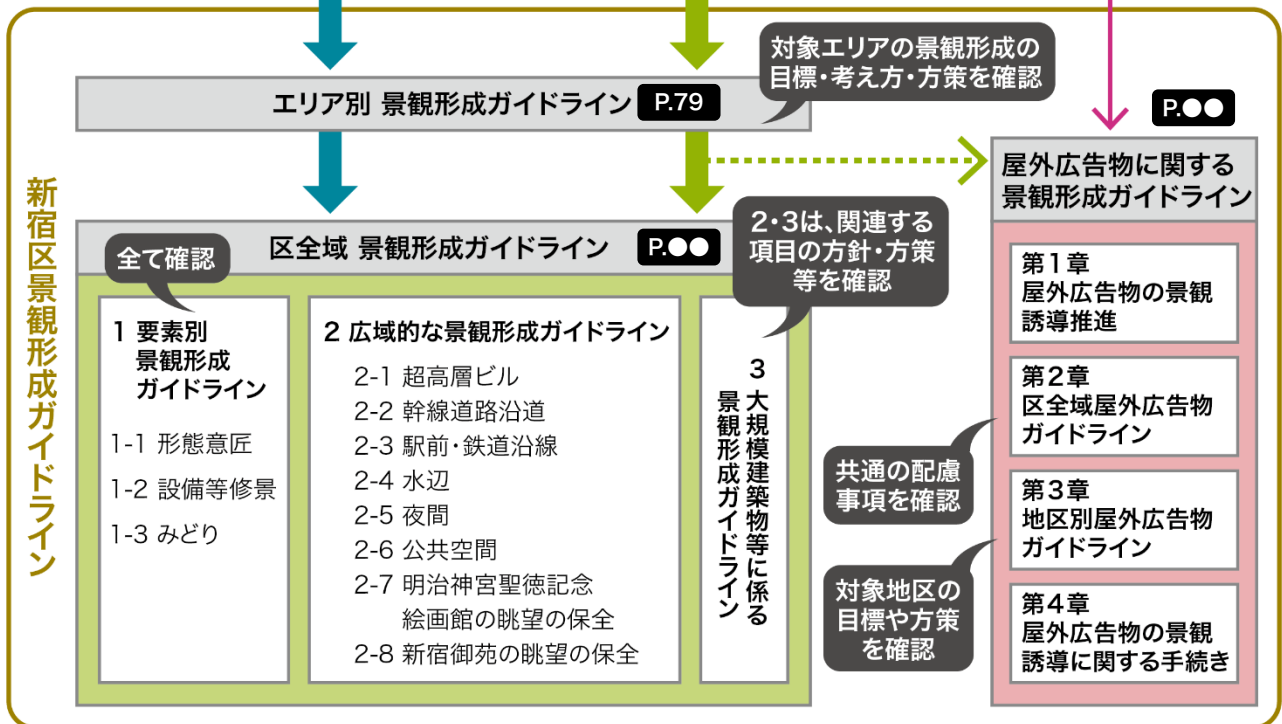 新宿区景観形成ガイドライン
対象エリアの景観形成の
目標・考え方・方策を確認
エリア別 景観形成ガイドライン P.79
区全域 景観形成ガイドライン P.●●
全て確認
2・3は、関連する
項目の方針・方策
等を確認
1 要素別
景観形成
ガイドライン
1-1 形態意匠
1-2 設備等修景
1-3 みどり
2 広域的な景観形成ガイドライン
2-1 超高層ビル
2-2 幹線道路沿道
2-3 駅前・鉄道沿線
2-4 水辺
2-5 夜間
2-6 公共空間
2-7 明治神宮聖徳記念
絵画館の眺望の保全
2-8 新宿御苑の眺望の保全
3 大規模建築物等に係る
景観形成ガイドライン
P.●●
屋外広告物に関する
景観形成ガイドライン
第1章
屋外広告物の景観
誘導推進
第2章
区全域屋外広告物
ガイドライン
共通の配慮
事項を確認
第3章
地区別屋外広告物
ガイドライン
対象地区の
目標や方策
を確認
第4章
屋外広告物の景観
誘導に関する手続き